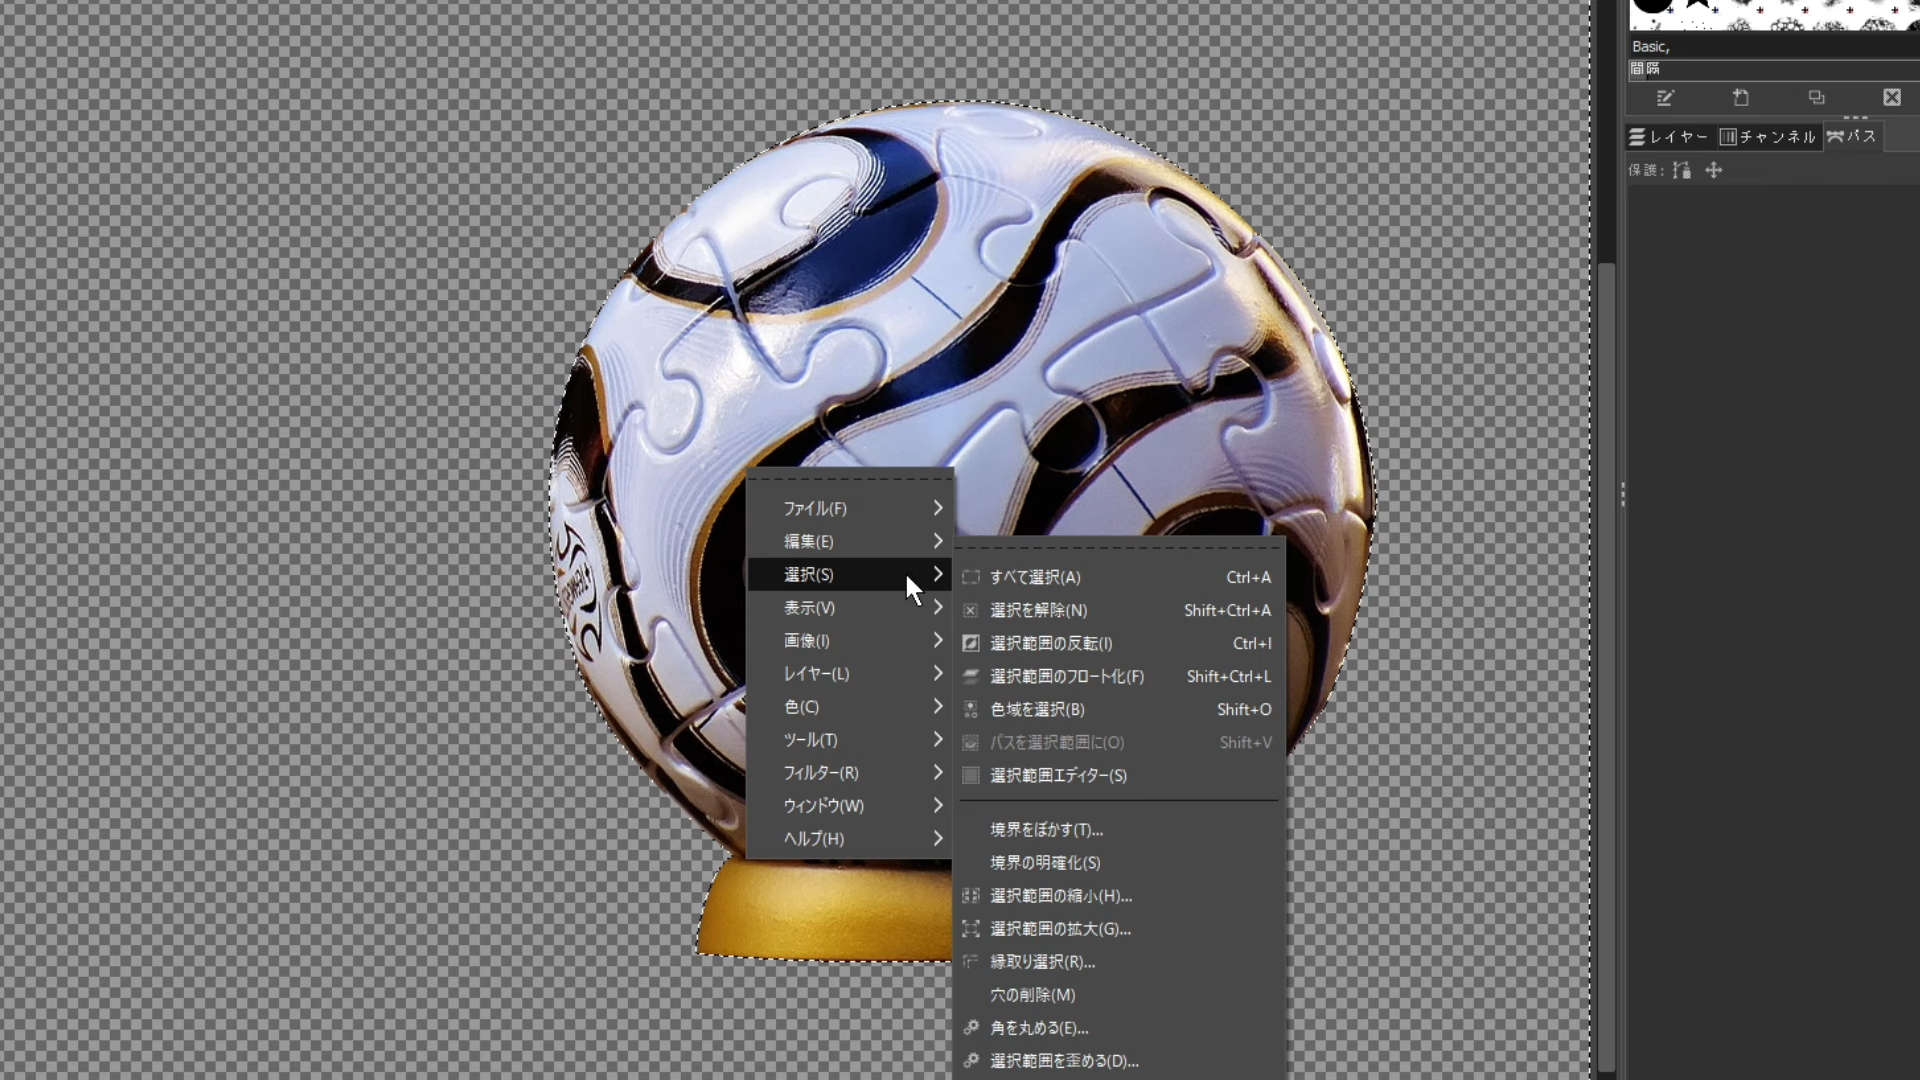 Basic,
間隔
レイヤー チャンネル パス
保護:
ファイル(F)
編集(E)
選択(S)
表示(V)
画像(I)
レイヤー(L)
色(C)
ツール(T)
フィルター(R)
ウィンドウ(W)
ヘルプ(H)
すべて選択(A) Ctrl+A
選択を解除(N) Shift+Ctrl+A
選択範囲の反転(I) Ctrl+I
選択範囲のフロート化(F) Shift+Ctrl+L
色域を選択(B) Shift+O
パスを選択範囲に(O) Shift+V
選択範囲エディター(S)
境界をぼかす(T)...
境界の明確化(S)
選択範囲の縮小(H)...
選択範囲の拡大(G)...
縁取り選択(R)...
穴の削除(M)
角を丸める(E)...
選択範囲を歪める(D)...